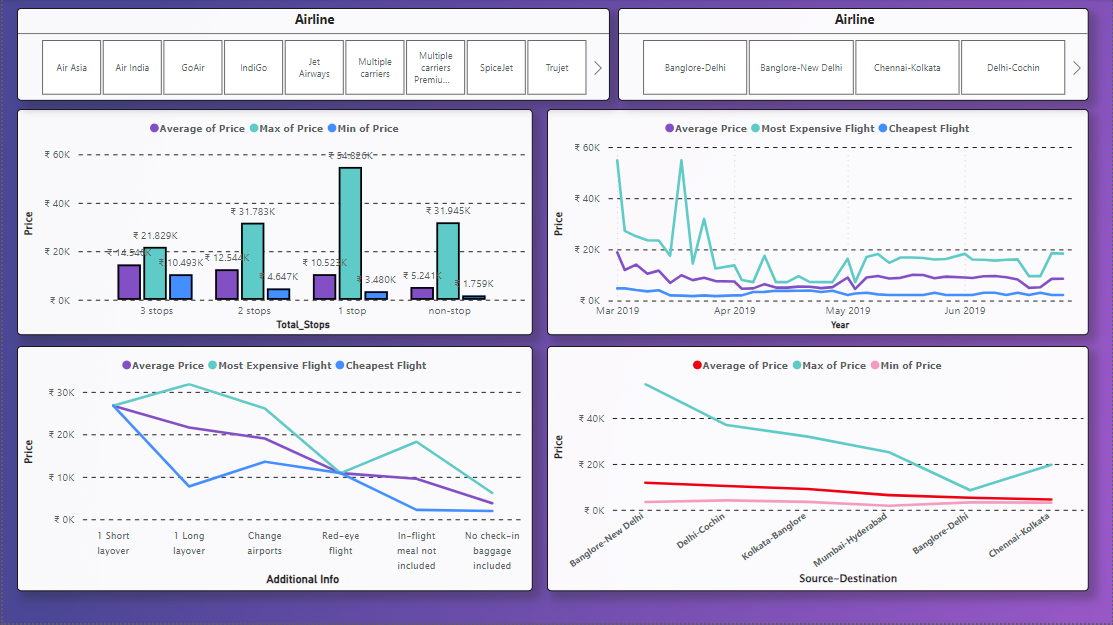 Airline
Air Asia
Air India
GoAir
IndiGo
Jet
Airways
Multiple
carriers
Multiple
carriers
Premiu...
SpiceJet
Trujet
Airline
Banglore-Delhi
Banglore-New Delhi
Chennai-Kolkata
Delhi-Cochin
Average of Price Max of Price Min of Price
Price
₹ 60K
₹ 40K
₹ 20K
₹ 0K
₹ 21.829K
₹ 10.493K
₹ 31.783K
₹ 12.544K
₹ 4.647K
₹ 54.826K
₹ 10.523K
₹ 3.480K
₹ 31.945K
₹ 5.241K
₹ 1.759K
3 stops
2 stops
1 stop
non-stop
Total_Stops
Average Price Most Expensive Flight Cheapest Flight
Price
₹ 60K
₹ 40K
₹ 20K
₹ 0K
Mar 2019
Apr 2019
May 2019
Jun 2019
Year
Average Price Most Expensive Flight Cheapest Flight
Price
₹ 30K
₹ 20K
₹ 10K
₹ 0K
1 Short
layover
1 Long
layover
Change
airports
Red-eye
flight
In-flight
meal not
included
No check-in
baggage
included
Additional Info
Average of Price Max of Price Min of Price
Price
₹ 40K
₹ 20K
₹ 0K
Banglore-New Delhi
Delhi-Cochin
Kolkata-Banglore
Mumbai-Hyderabad
Banglore-Delhi
Chennai-Kolkata
Source-Destination